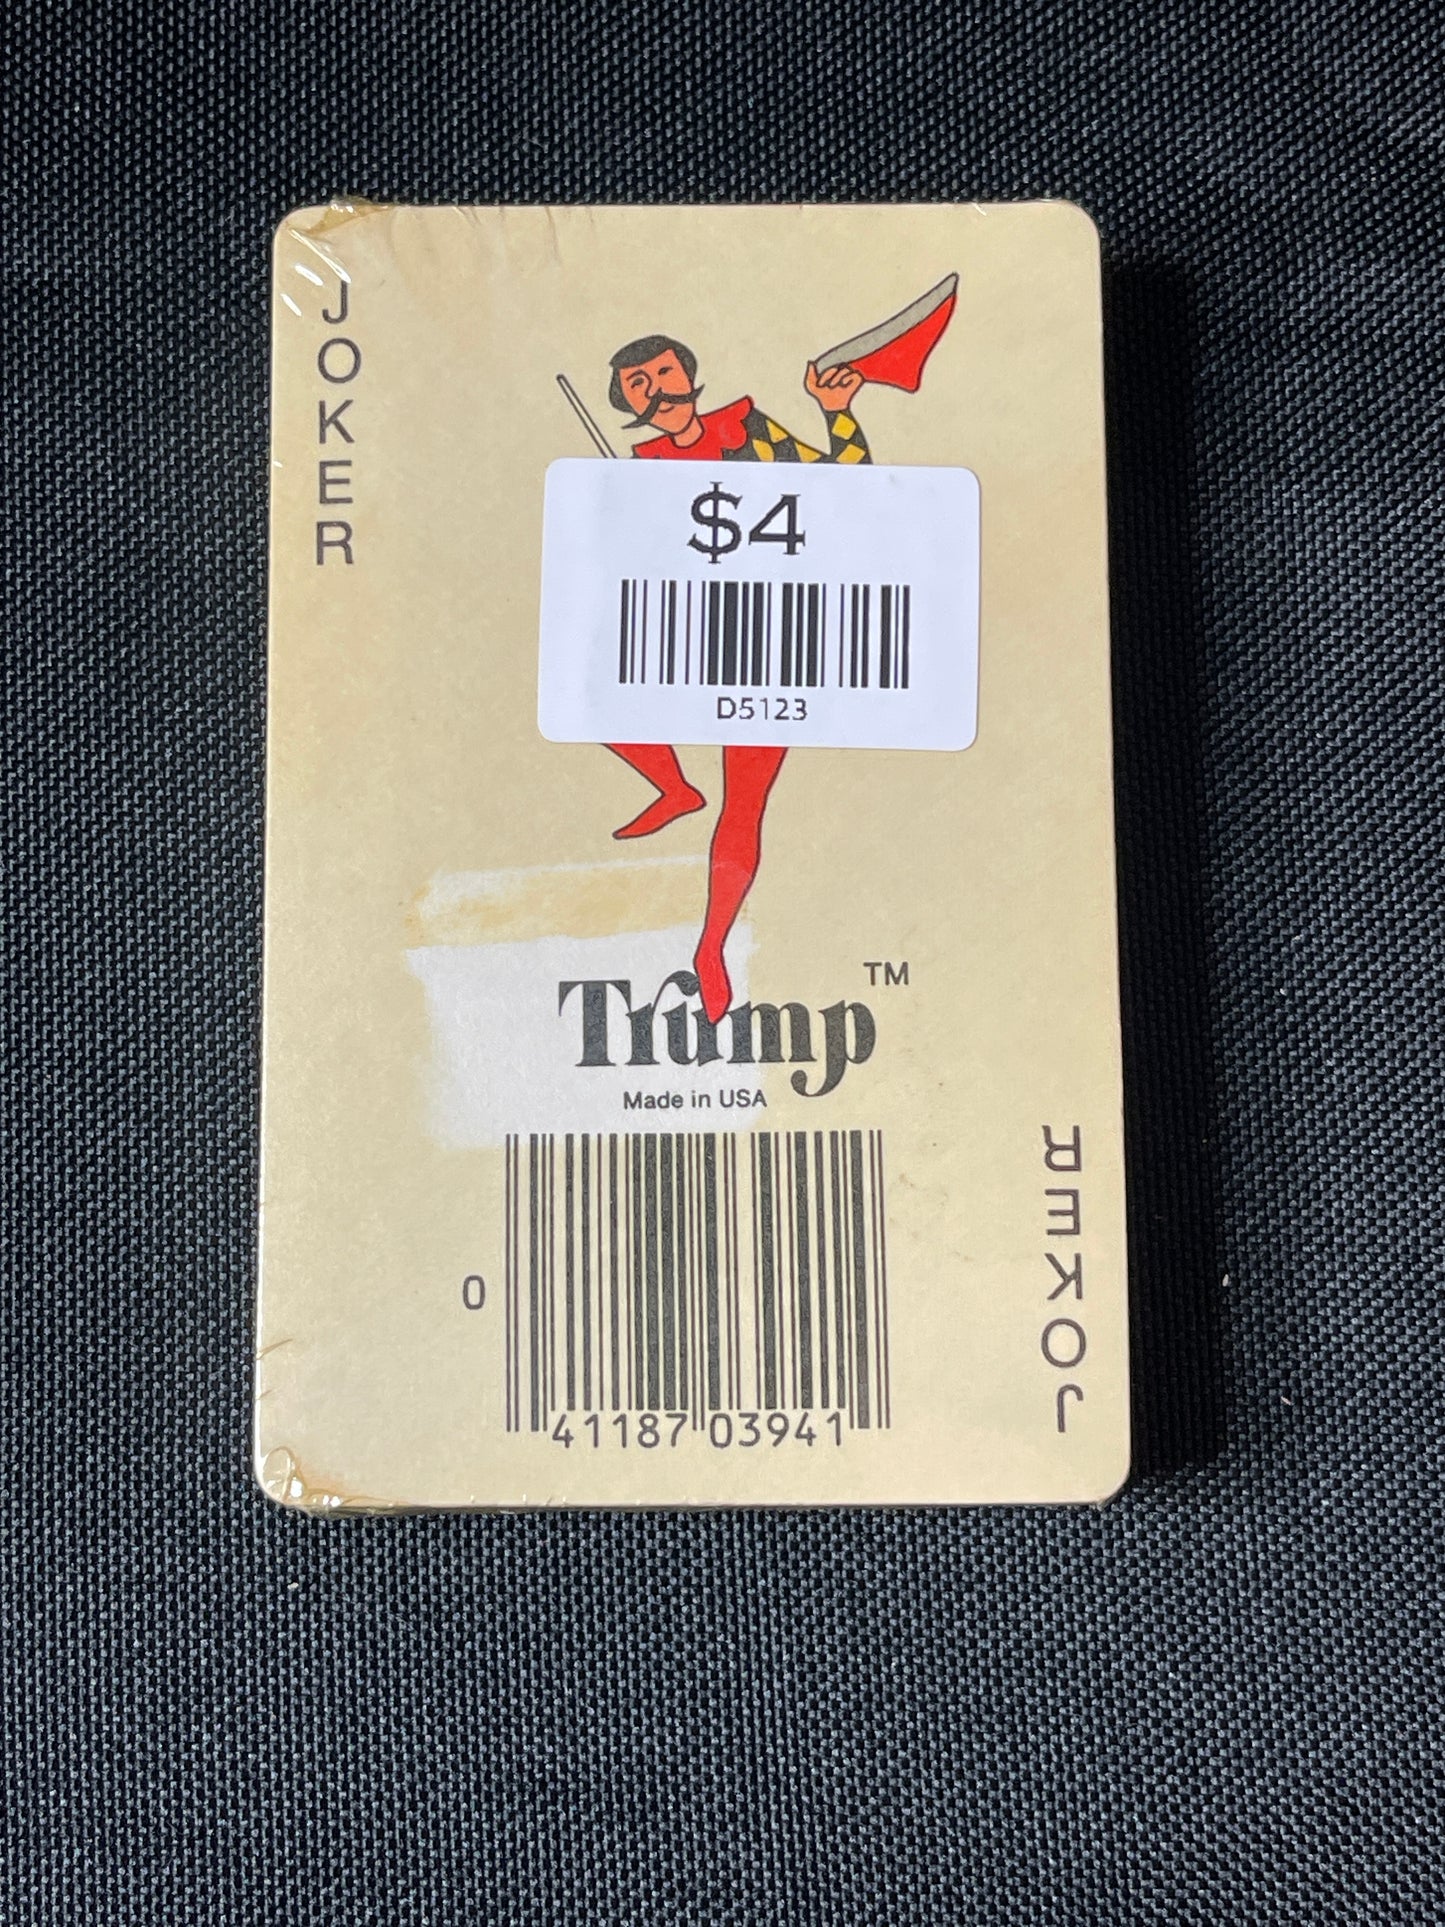 JOKER
$4
D5123
Trump™
Made in USA
0 41187 03941
JOKER